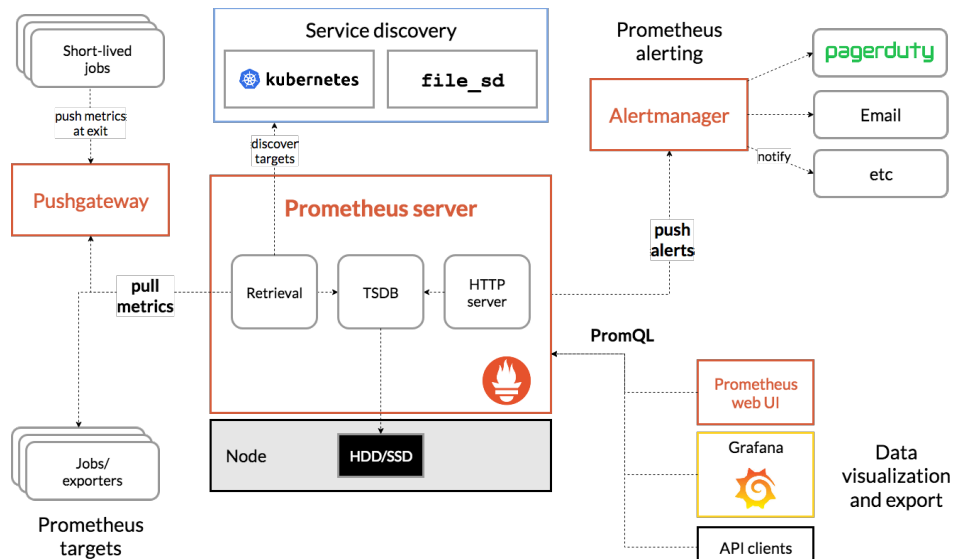 Short-lived
jobs
push metrics
at exit
Pushgateway
Service discovery
kubernetes
file_sd
discover
targets
Prometheus
alerting
Alertmanager
pagerduty
Email
notify
etc
Prometheus server
Retrieval
TSDB
HTTP
server
pull
metrics
push
alerts
PromQL
Node
HDD/SSD
Jobs/
exporters
Prometheus
targets
Prometheus
web UI
Grafana
API clients
Data
visualization
and export